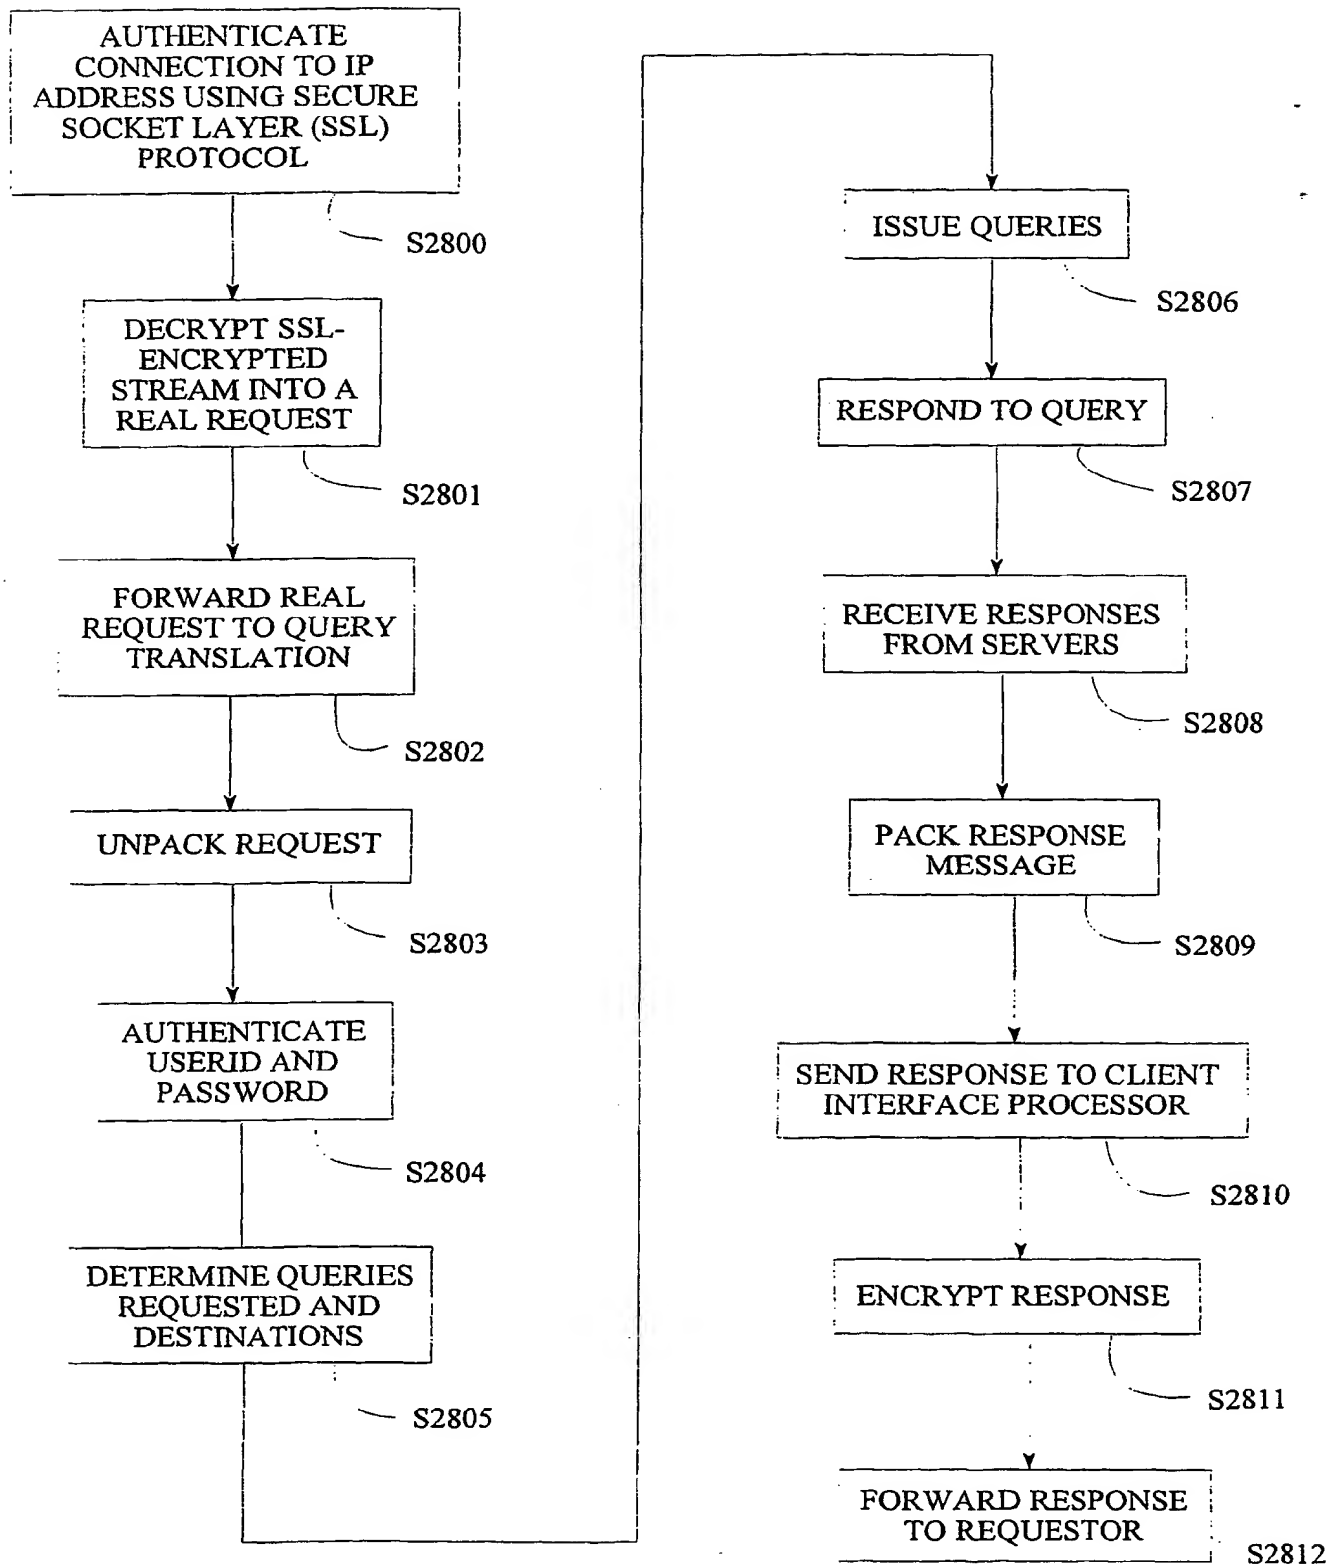 AUTHENTICATE
CONNECTION TO IP
ADDRESS USING SECURE
SOCKET LAYER (SSL)
PROTOCOL
S2800
DECRYPT SSL-
ENCRYPTED
STREAM INTO A
REAL REQUEST
S2801
FORWARD REAL
REQUEST TO QUERY
TRANSLATION
S2802
UNPACK REQUEST
S2803
AUTHENTICATE
USERID AND
PASSWORD
S2804
DETERMINE QUERIES
REQUESTED AND
DESTINATIONS
S2805
ISSUE QUERIES
S2806
RESPOND TO QUERY
S2807
RECEIVE RESPONSES
FROM SERVERS
S2808
PACK RESPONSE
MESSAGE
S2809
SEND RESPONSE TO CLIENT
INTERFACE PROCESSOR
S2810
ENCRYPT RESPONSE
S2811
FORWARD RESPONSE
TO REQUESTOR
S2812